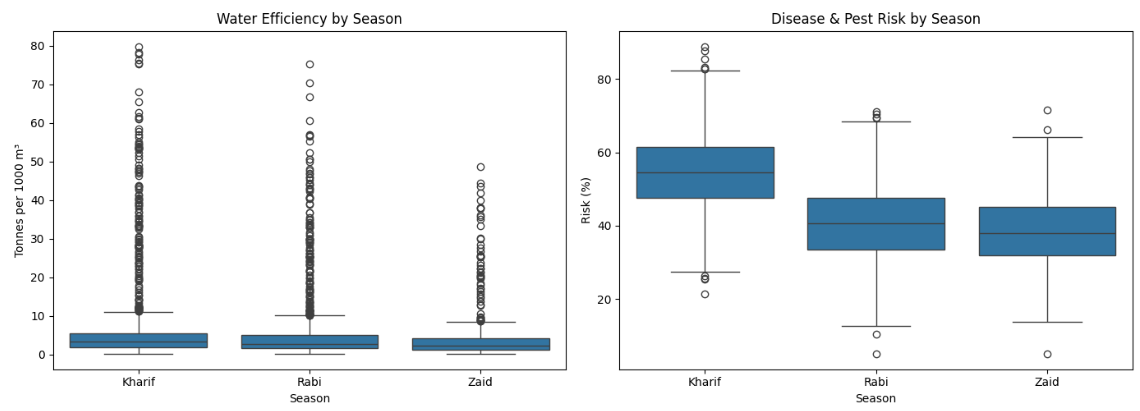 Water Efficiency by Season
80
70
60
50
40
30
20
10
0
Tonnes per 1000 m³
Kharif Rabi Zaid
Season
Disease & Pest Risk by Season
80
60
40
20
Risk (%)
Kharif Rabi Zaid
Season